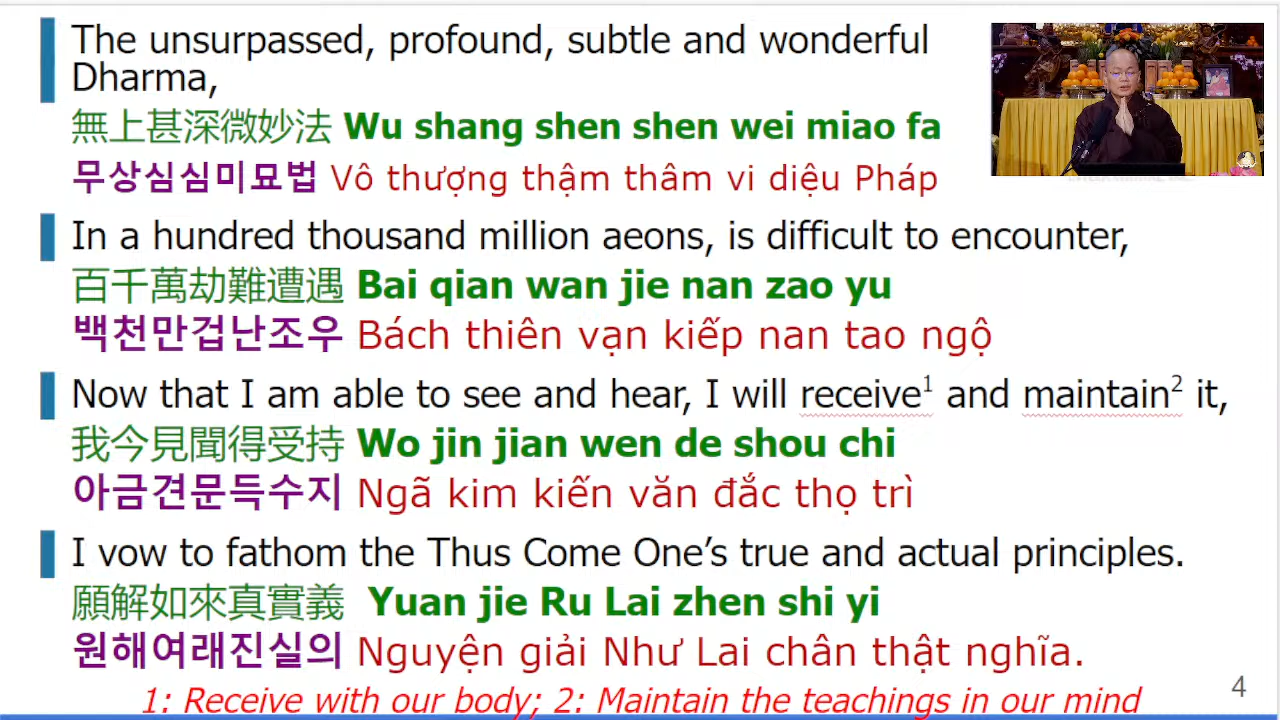 The unsurpassed, profound, subtle and wonderful
Dharma,
無上甚深微妙法 Wu shang shen shen wei miao fa
무상심심미묘법 Vô thượng thậm thâm vi diệu Pháp
In a hundred thousand million aeons, is difficult to encounter,
百千萬劫難遭遇 Bai qian wan jie nan zao yu
백천만겁난조우 Bách thiên vạn kiếp nan tao ngộ
Now that I am able to see and hear, I will receive¹ and maintain² it,
我今見聞得受持 Wo jin jian wen de shou chi
아금견문득수지 Ngã kim kiến văn đắc thọ trì
I vow to fathom the Thus Come One’s true and actual principles.
願解如來真實義 Yuan jie Ru Lai zhen shi yi
원해여래진실의 Nguyện giải Như Lai chân thật nghĩa.
1: Receive with our body; 2: Maintain the teachings in our mind
4